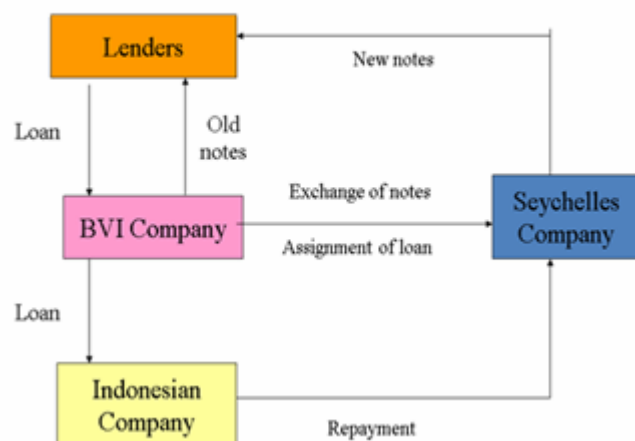 Lenders
New notes
Loan
Old
notes
Exchange of notes
BVI Company
Seychelles
Company
Assignment of loan
Loan
Indonesian
Company
Repayment